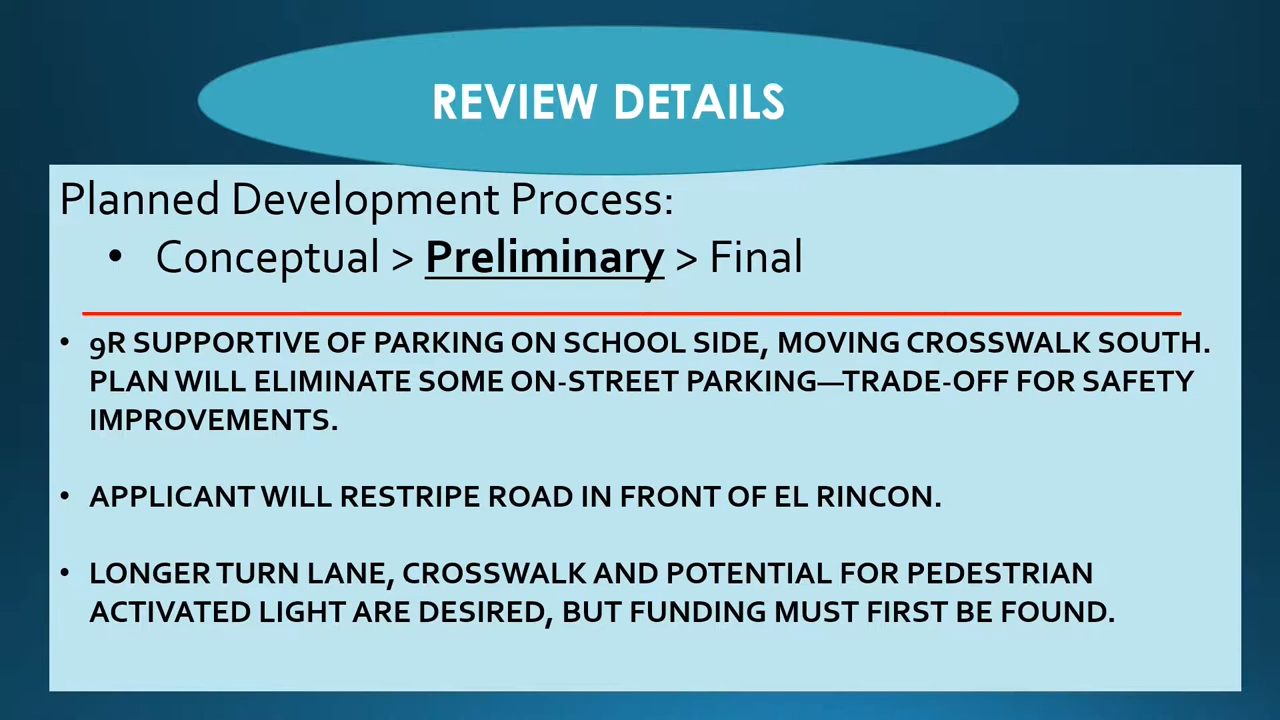 REVIEW DETAILS
Planned Development Process:
• Conceptual > Preliminary > Final
• 9R SUPPORTIVE OF PARKING ON SCHOOL SIDE, MOVING CROSSWALK SOUTH.
PLAN WILL ELIMINATE SOME ON-STREET PARKING—TRADE-OFF FOR SAFETY
IMPROVEMENTS.
• APPLICANT WILL RESTRIPE ROAD IN FRONT OF EL RINCON.
• LONGER TURN LANE, CROSSWALK AND POTENTIAL FOR PEDESTRIAN
ACTIVATED LIGHT ARE DESIRED, BUT FUNDING MUST FIRST BE FOUND.